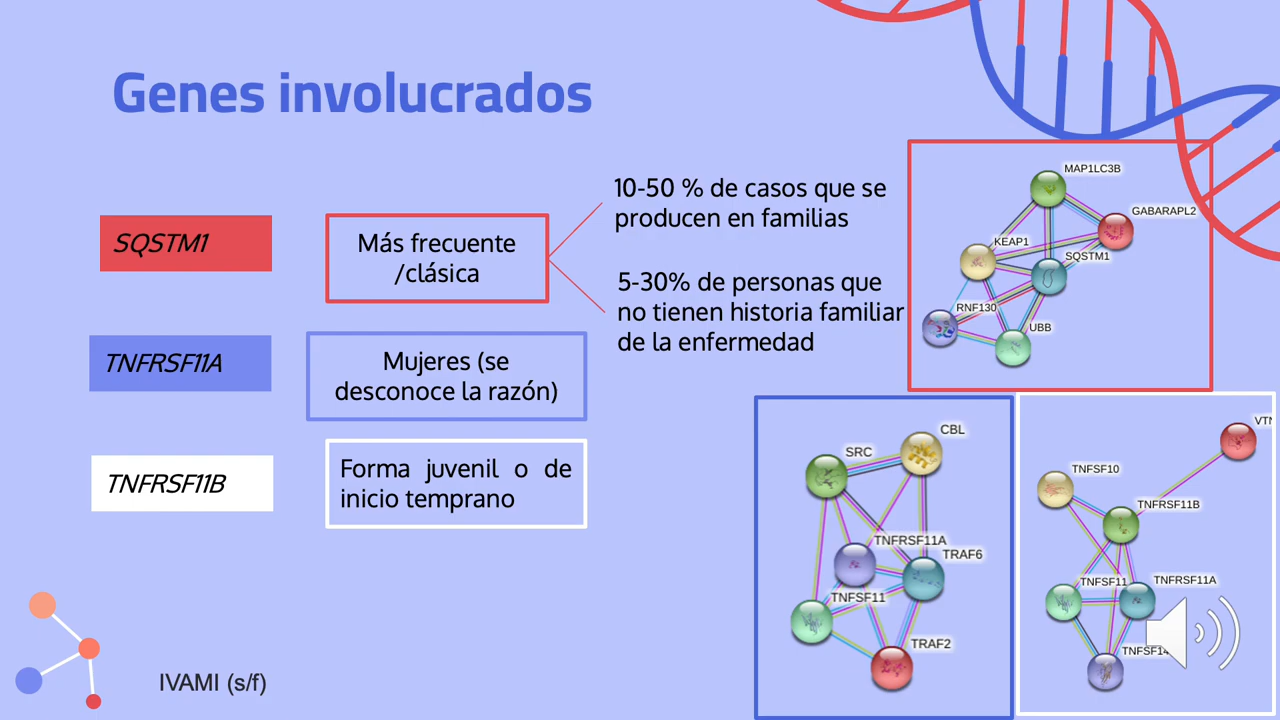 Genes involucrados
SQSTM1
Más frecuente
/clásica
10-50 % de casos que se
producen en familias
5-30% de personas que
no tienen historia familiar
de la enfermedad
TNFRSF11A
Mujeres (se
desconoce la razón)
TNFRSF11B
Forma juvenil o de
inicio temprano
MAP1LC3B
GABARAPL2
KEAP1
SQSTM1
RNF130
UBB
CBL
SRC
TNFRSF11A
TRAF6
TNFSF11
TRAF2
VTN
TNFSF10
TNFRSF11B
TNFSF11
TNFRSF11A
TNFSF14
IVAMI (s/f)